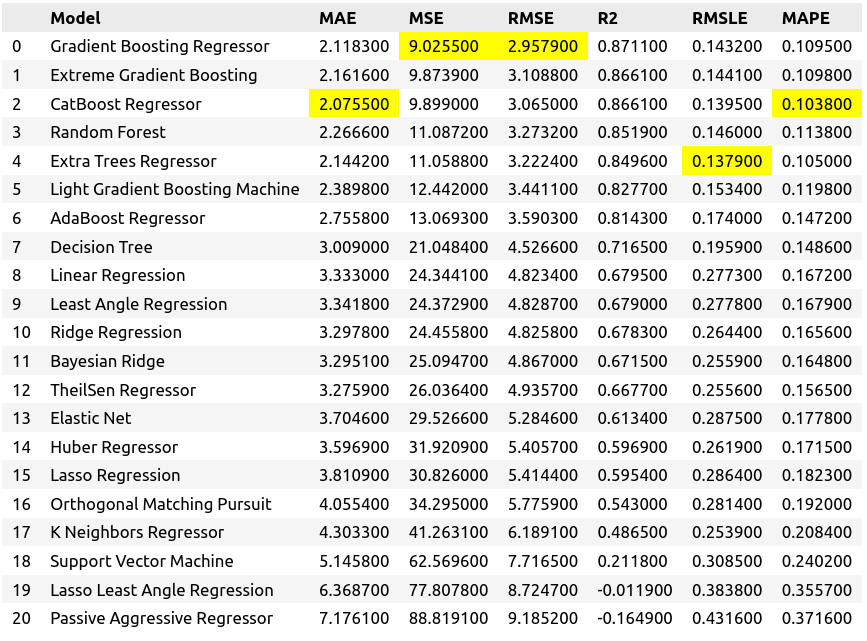 Model MAE MSE RMSE R2 RMSLE MAPE
0 Gradient Boosting Regressor 2.118300 9.025500 2.957900 0.871100 0.143200 0.109500
1 Extreme Gradient Boosting 2.161600 9.873900 3.108800 0.866100 0.144100 0.109800
2 CatBoost Regressor 2.075500 9.899000 3.065000 0.866100 0.139500 0.103800
3 Random Forest 2.266600 11.087200 3.273200 0.851900 0.146000 0.113800
4 Extra Trees Regressor 2.144200 11.058800 3.222400 0.849600 0.137900 0.105000
5 Light Gradient Boosting Machine 2.389800 12.442000 3.441100 0.827700 0.153400 0.119800
6 AdaBoost Regressor 2.755800 13.069300 3.590300 0.814300 0.174000 0.147200
7 Decision Tree 3.009000 21.048400 4.526600 0.716500 0.195900 0.148600
8 Linear Regression 3.333000 24.344100 4.823400 0.679500 0.277300 0.167200
9 Least Angle Regression 3.341800 24.372900 4.828700 0.679000 0.277800 0.167900
10 Ridge Regression 3.297800 24.455800 4.825800 0.678300 0.264400 0.165600
11 Bayesian Ridge 3.295100 25.094700 4.867000 0.671500 0.255900 0.164800
12 TheilSen Regressor 3.275900 26.036400 4.935700 0.667700 0.255600 0.156500
13 Elastic Net 3.704600 29.526600 5.284600 0.613400 0.287500 0.177800
14 Huber Regressor 3.596900 31.920900 5.405700 0.596900 0.261900 0.171500
15 Lasso Regression 3.810900 30.826000 5.414400 0.595400 0.286400 0.182300
16 Orthogonal Matching Pursuit 4.055400 34.295000 5.775900 0.543000 0.281400 0.192000
17 K Neighbors Regressor 4.303300 41.263100 6.189100 0.486500 0.253900 0.208400
18 Support Vector Machine 5.145800 62.569600 7.716500 0.211800 0.308500 0.240200
19 Lasso Least Angle Regression 6.368700 77.807800 8.724700 -0.011900 0.383800 0.355700
20 Passive Aggressive Regressor 7.176100 88.819100 9.185200 -0.164900 0.431600 0.371600